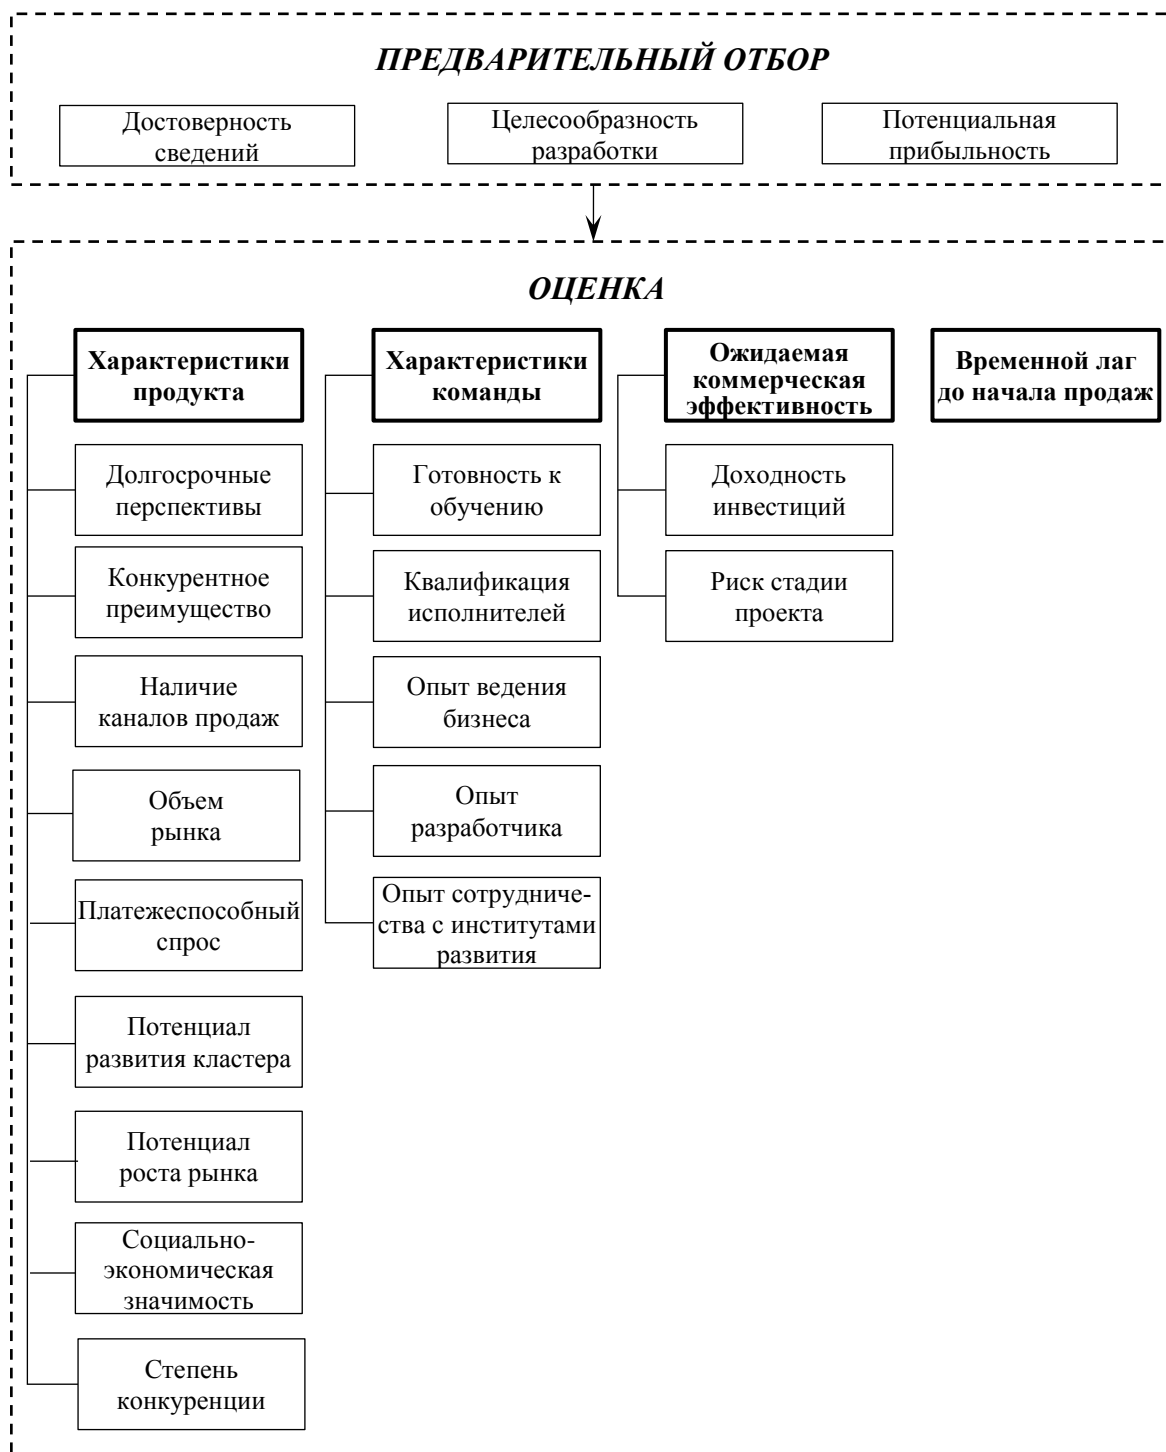 ПРЕДВАРИТЕЛЬНЫЙ ОТБОР
Достоверность
сведений
Целесообразность
разработки
Потенциальная
прибыльность
ОЦЕНКА
Характеристики
продукта
Долгосрочные
перспективы
Конкурентное
преимущество
Наличие
каналов продаж
Объем
рынка
Платежеспособный
спрос
Потенциал
развития кластера
Потенциал
роста рынка
Социально-
экономическая
значимость
Степень
конкуренции
Характеристики
команды
Готовность к
обучению
Квалификация
исполнителей
Опыт ведения
бизнеса
Опыт
разработчика
Опыт сотрудниче-
ства с институтами
развития
Ожидаемая
коммерческая
эффективность
Доходность
инвестиций
Риск стадии
проекта
Временной лаг
до начала продаж